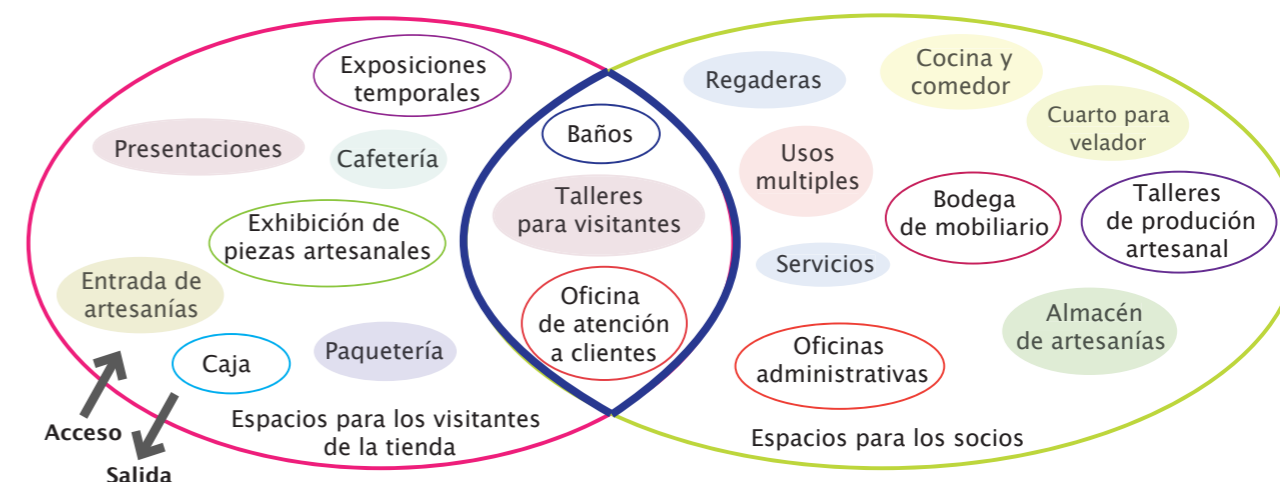 Exposiciones
temporales
Presentaciones
Cafetería
Exhibición de
piezas artesanales
Entrada de
artesanías
Caja
Paquetería
Acceso
Salida
Espacios para los visitantes
de la tienda
Baños
Talleres
para visitantes
Oficina
de atención
a clientes
Regaderas
Cocina y
comedor
Cuarto para
velador
Usos
multiples
Bodega
de mobiliario
Talleres
de produción
artesanal
Servicios
Almacén
de artesanías
Oficinas
administrativas
Espacios para los socios